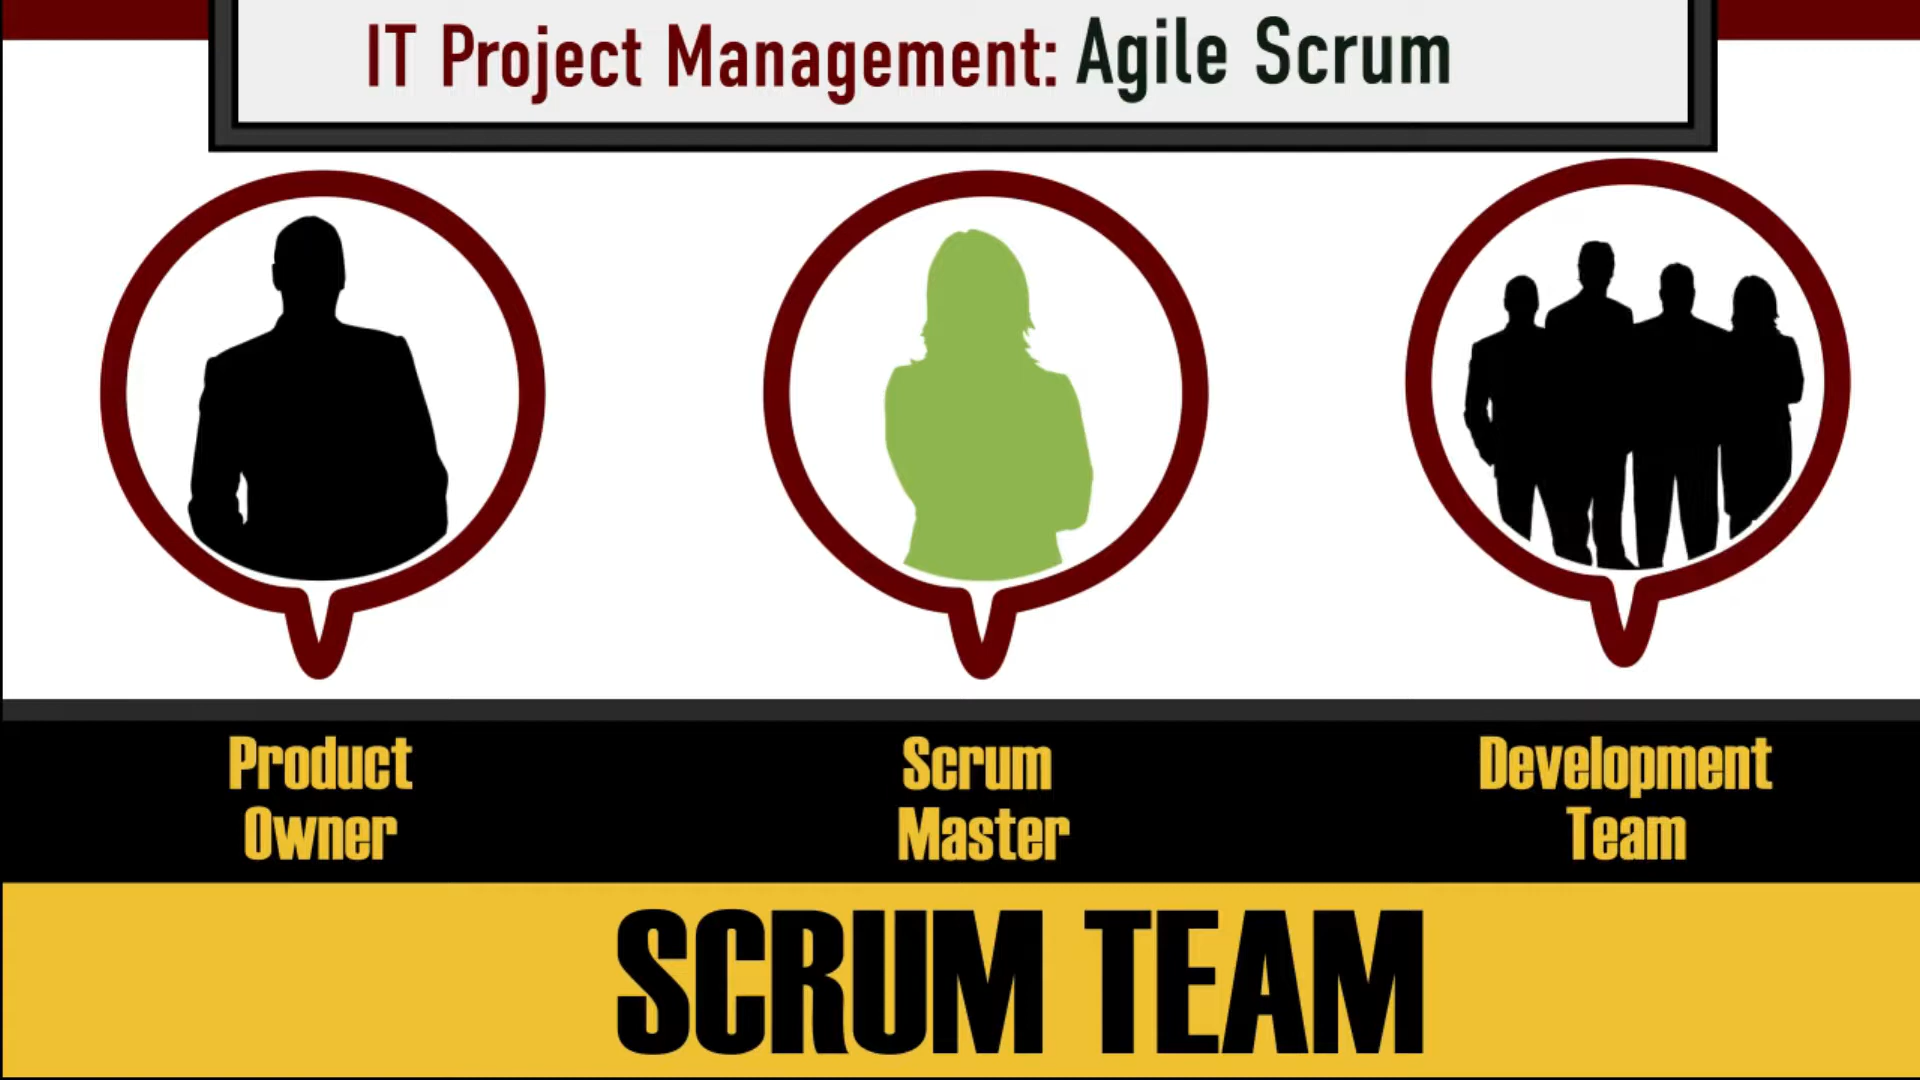 IT Project Management: Agile Scrum
Product
Owner
Scrum
Master
Development
Team
SCRUM TEAM